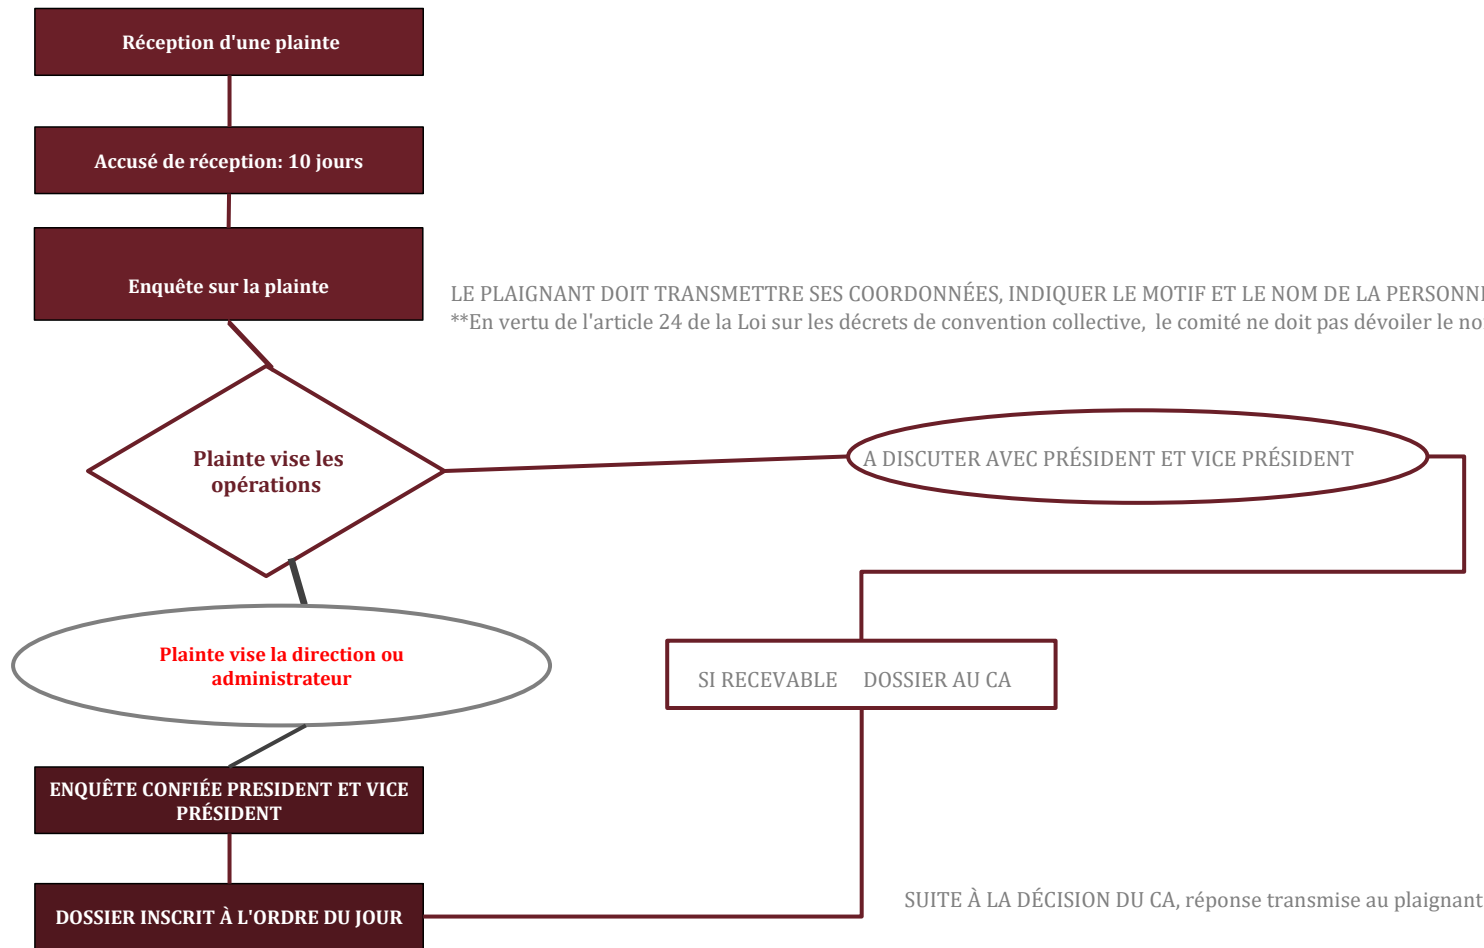 Réception d'une plainte
Accusé de réception: 10 jours
Enquête sur la plainte
LE PLAIGNANT DOIT TRANSMETTRE SES COORDONNÉES, INDIQUER LE MOTIF ET LE NOM DE LA
**En vertu de l'article 24 de la Loi sur les décrets de convention collective, le comité ne doit pas dévoiler le
Plainte vise les
opérations
A DISCUTER AVEC PRÉSIDENT ET VICE PRÉSIDENT
Plainte vise la direction ou
administrateur
SI RECEVABLE DOSSIER AU CA
ENQUÊTE CONFIÉE PRESIDENT ET VICE
PRÉSIDENT
DOSSIER INSCRIT À L'ORDRE DU JOUR
SUITE À LA DÉCISION DU CA, réponse transmise au plaignant